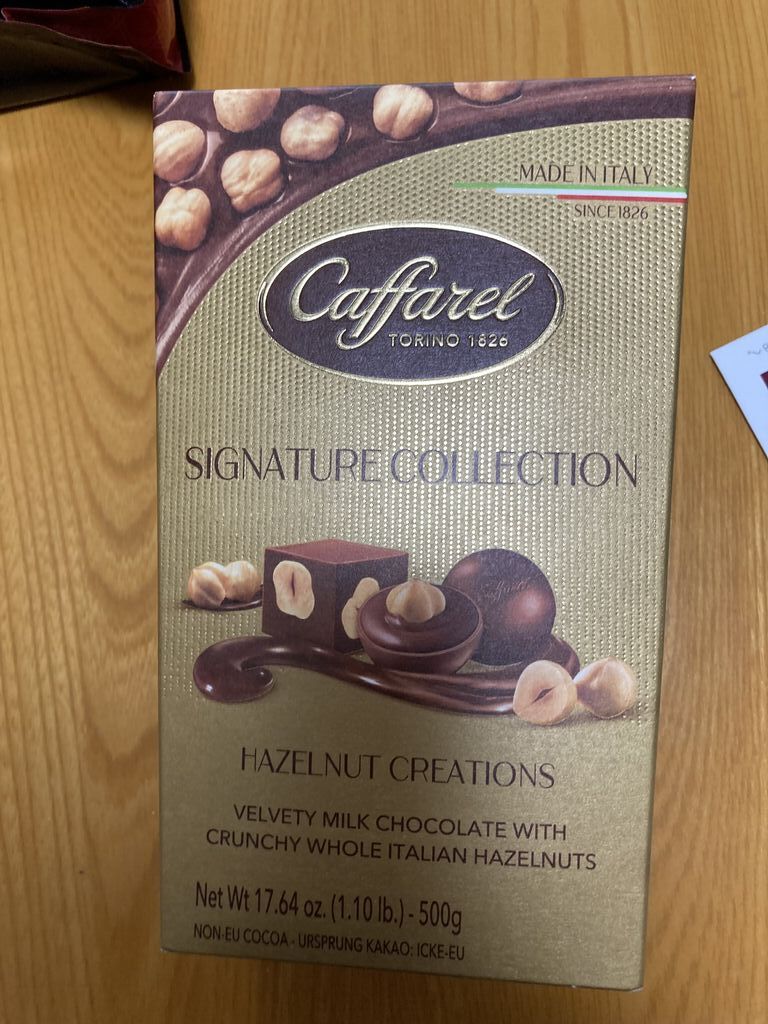 MADE IN ITALY
SINCE 1826
Caffarel
TORINO 1826
SIGNATURE COLLECTION
Caffarel
HAZELNUT CREATIONS
VELVETY MILK CHOCOLATE WITH
CRUNCHY WHOLE ITALIAN HAZELNUTS
Net Wt 17.64 oz. (1.10 lb.) - 500g
NON-EU COCOA - URSPRUNG KAKAO: ICKE-EU